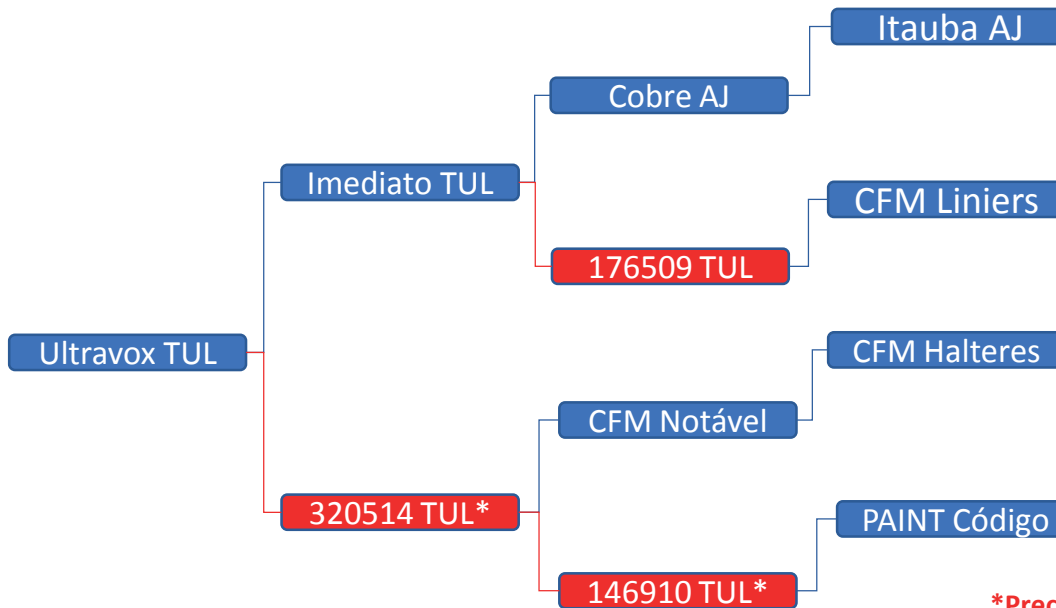 Itauba AJ
Cobre AJ
Imediato TUL
CFM Liniers
176509 TUL
Ultravox TUL
CFM Halteres
CFM Notável
320514 TUL*
PAINT Código
146910 TUL*